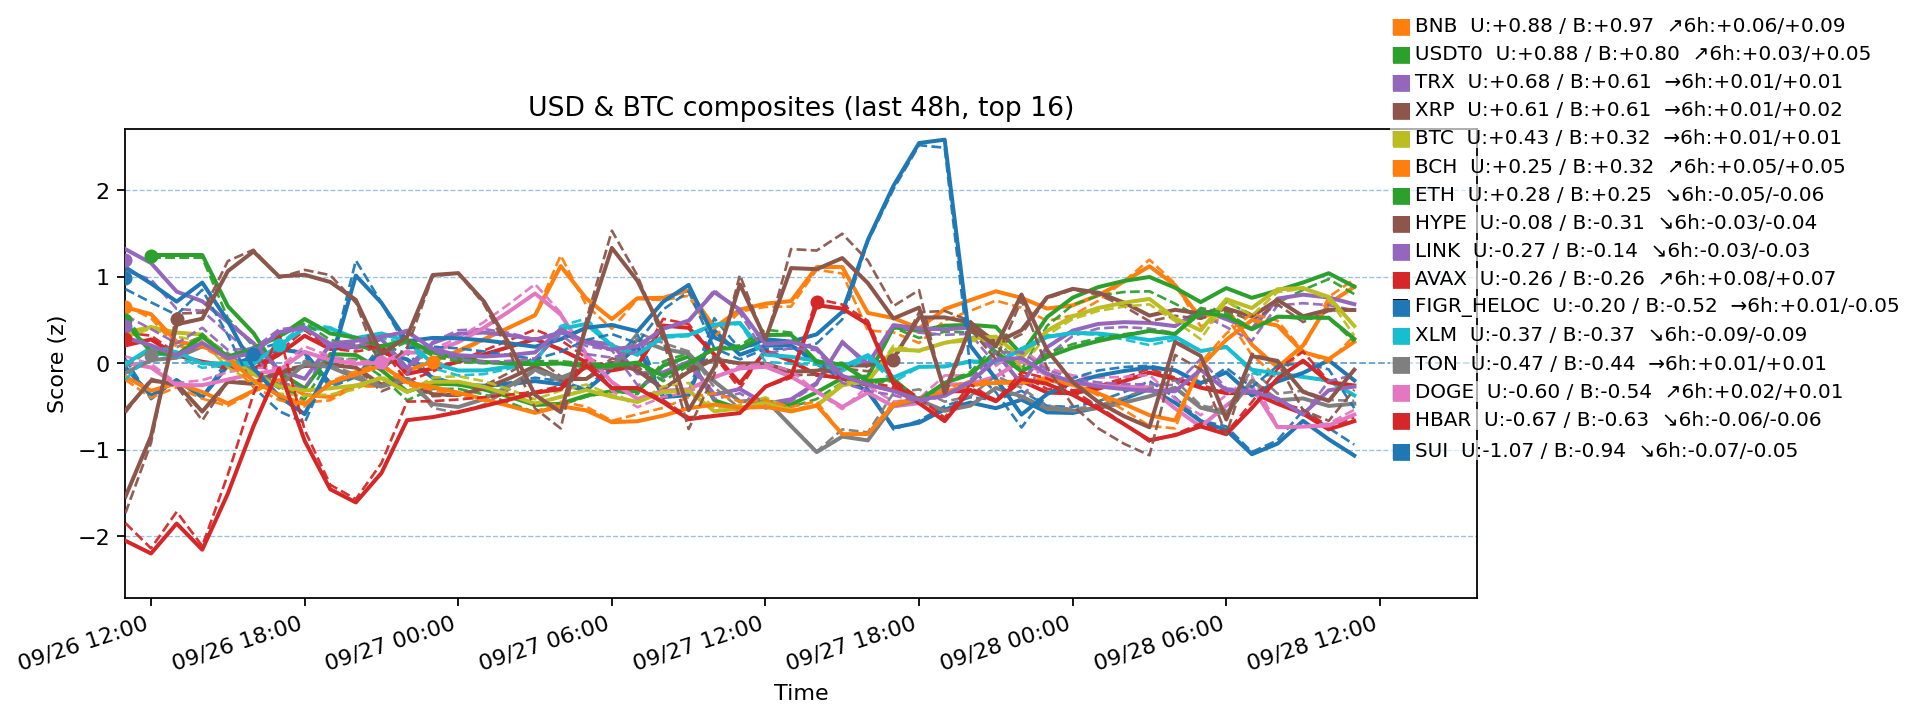 BNB  U:+0.88 / B:+0.97  ↗6h:+0.06/+0.09
USDT0  U:+0.88 / B:+0.80  ↗6h:+0.03/+0.05
TRX  U:+0.68 / B:+0.61  →6h:+0.01/+0.01
XRP  U:+0.61 / B:+0.61  →6h:+0.01/+0.02
BTC  U:+0.43 / B:+0.32  →6h:+0.01/+0.01
BCH  U:+0.25 / B:+0.32  ↗6h:+0.05/+0.05
ETH  U:+0.28 / B:+0.25  ↘6h:-0.05/-0.06
HYPE  U:-0.08 / B:-0.31  ↘6h:-0.03/-0.04
LINK  U:-0.27 / B:-0.14  ↘6h:-0.03/-0.03
AVAX  U:-0.26 / B:-0.26  ↗6h:+0.08/+0.07
FIGR_HELOC  U:-0.20 / B:-0.52  →6h:+0.01/-0.05
XLM  U:-0.37 / B:-0.37  ↘6h:-0.09/-0.09
TON  U:-0.47 / B:-0.44  →6h:+0.01/+0.01
DOGE  U:-0.60 / B:-0.54  ↗6h:+0.02/+0.01
HBAR  U:-0.67 / B:-0.63  ↘6h:-0.06/-0.06
SUI  U:-1.07 / B:-0.94  ↘6h:-0.07/-0.05
USD & BTC composites (last 48h, top 16)
Score (z)
2
1
0
−1
−2
09/26 12:00
09/26 18:00
09/27 00:00
09/27 06:00
09/27 12:00
09/27 18:00
09/28 00:00
09/28 06:00
09/28 12:00
Time